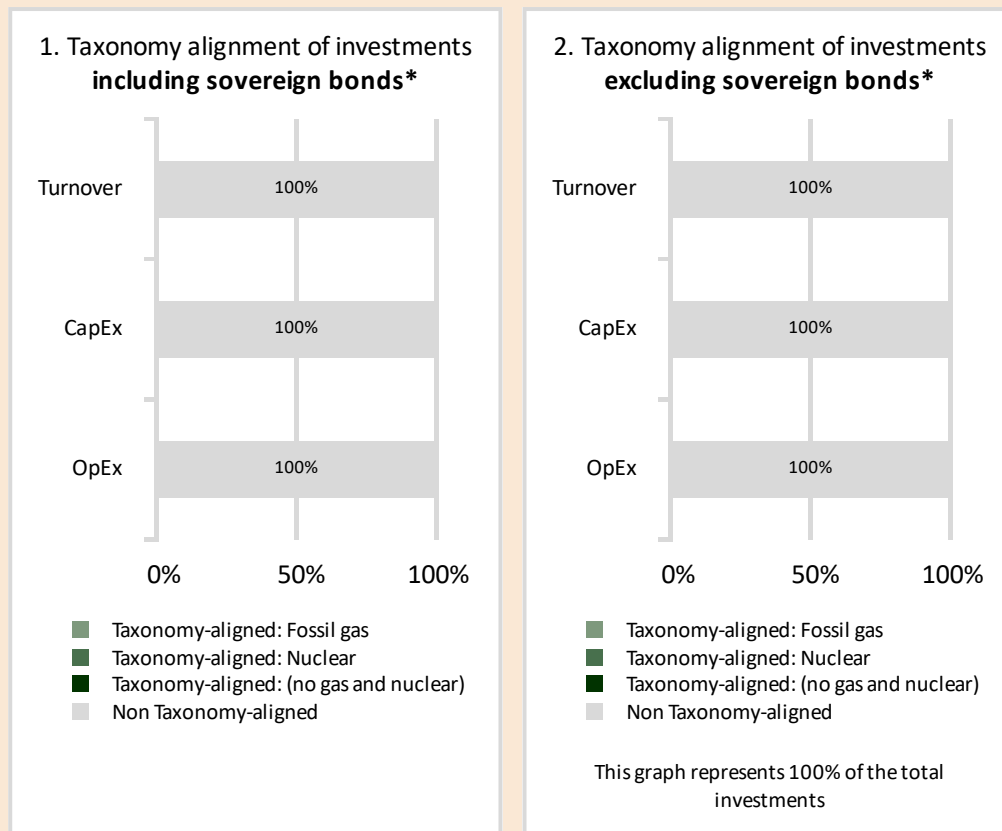 1. Taxonomy alignment of investments
including sovereign bonds*
Turnover
100%
CapEx
100%
OpEx
100%
0% 50% 100%
Taxonomy-aligned: Fossil gas
Taxonomy-aligned: Nuclear
Taxonomy-aligned: (no gas and nuclear)
Non Taxonomy-aligned
2. Taxonomy alignment of investments
excluding sovereign bonds*
Turnover
100%
CapEx
100%
OpEx
100%
0% 50% 100%
Taxonomy-aligned: Fossil gas
Taxonomy-aligned: Nuclear
Taxonomy-aligned: (no gas and nuclear)
Non Taxonomy-aligned
This graph represents 100% of the total
investments